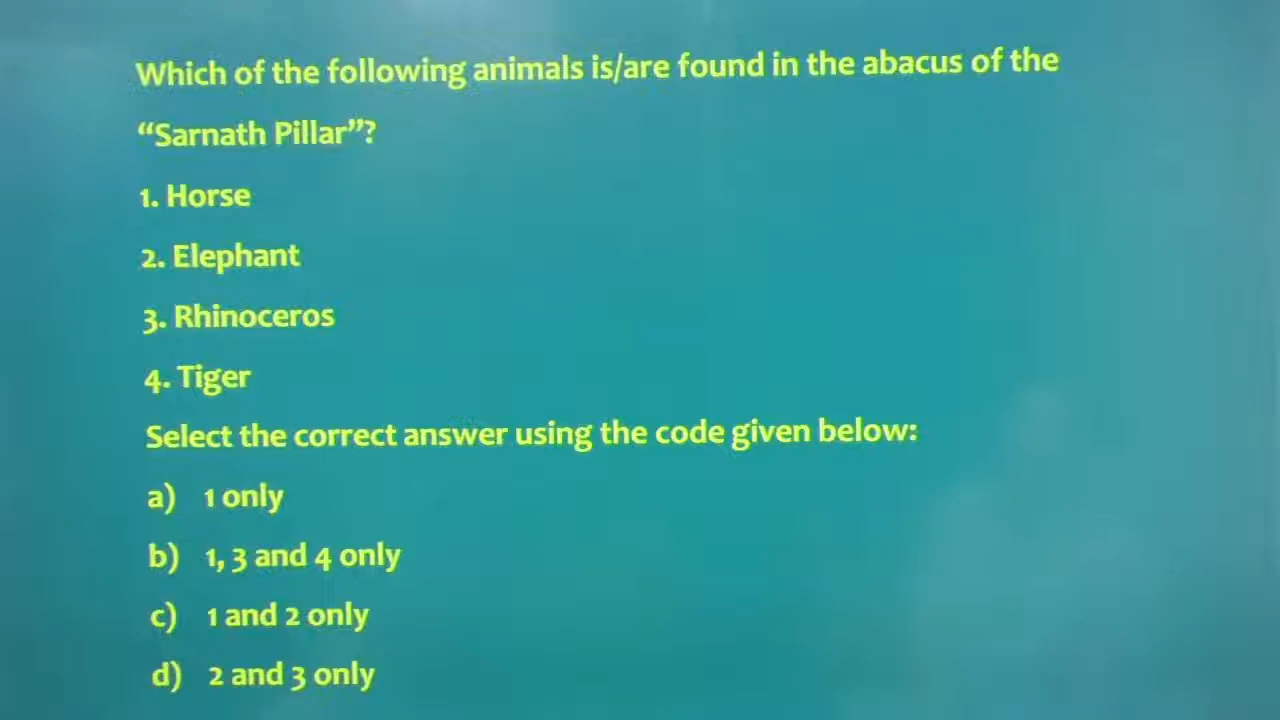 Which of the following animals is/are found in the abacus of the
“Sarnath Pillar”?
1. Horse
2. Elephant
3. Rhinoceros
4. Tiger
Select the correct answer using the code given below:
a) 1 only
b) 1, 3 and 4 only
c) 1 and 2 only
d) 2 and 3 only